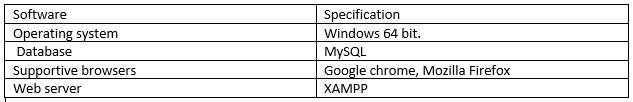 Software Specification
Operating system Windows 64 bit.
Database MySQL
Supportive browsers Google chrome, Mozilla Firefox
Web server XAMPP